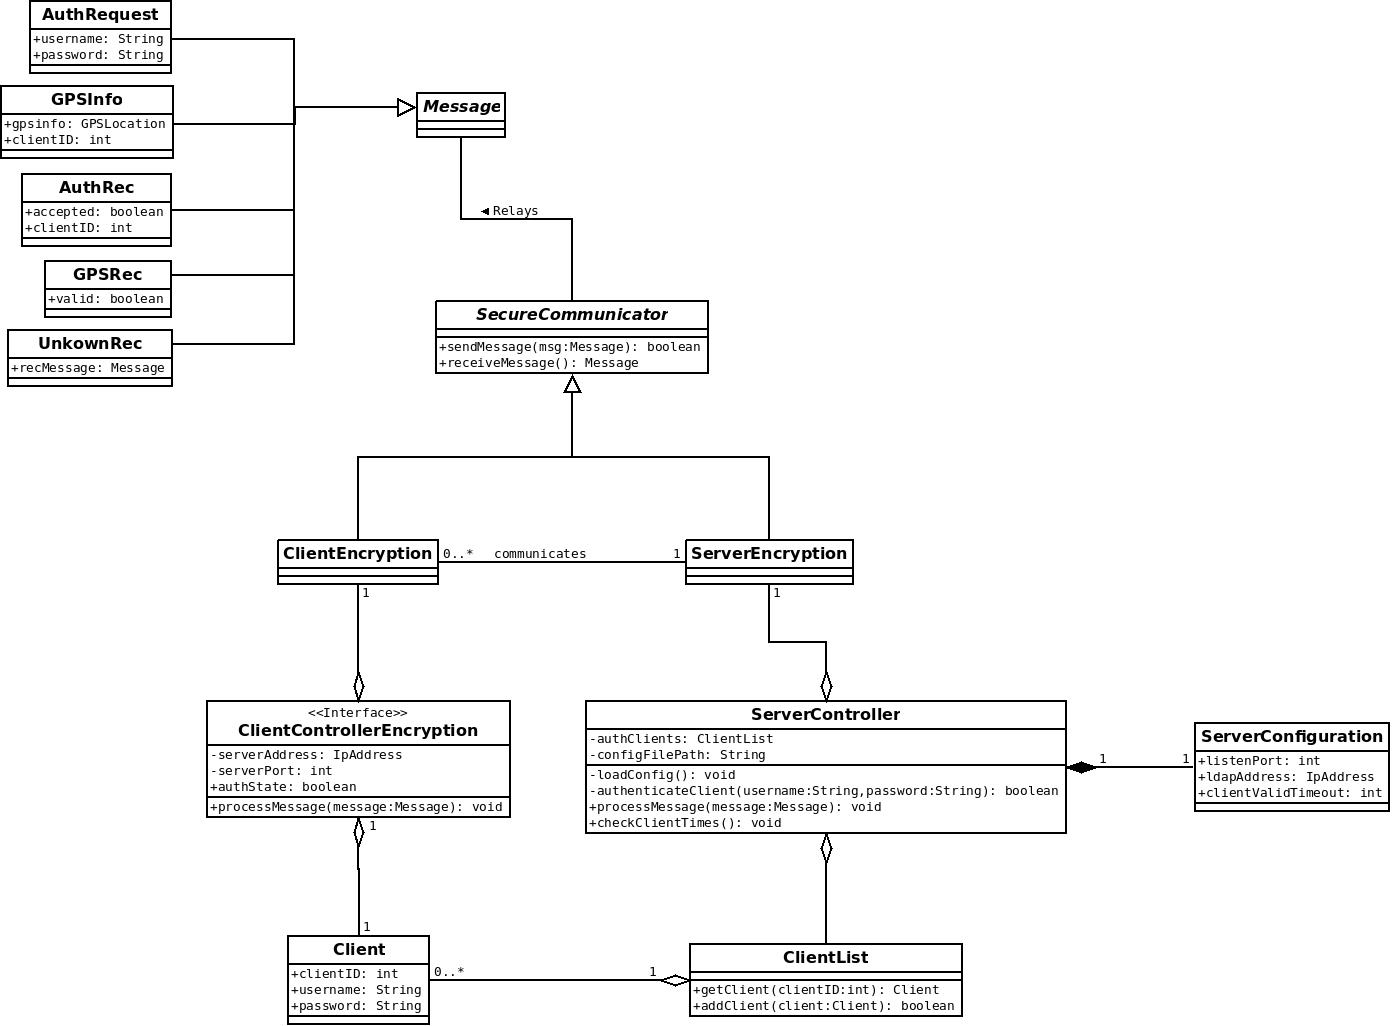 AuthRequest
+username: String
+password: String
GPSInfo
+gpsinfo: GPSLocation
+clientID: int
AuthRec
+accepted: boolean
+clientID: int
GPSRec
+valid: boolean
UnkownRec
+recMessage: Message
Message
Relays
SecureCommunicator
+sendMessage(msg:Message): boolean
+receiveMessage(): Message
ClientEncryption
0..* communicates 1
ServerEncryption
1
1
<<Interface>>
ClientControllerEncryption
-serverAddress: IpAddress
-serverPort: int
+authState: boolean
+processMessage(message:Message): void
1
1
ServerController
-authClients: ClientList
-configFilePath: String
-loadConfig(): void
-authenticateClient(username:String,password:String): boolean
+processMessage(message:Message): void
+checkClientTimes(): void
1 1
ServerConfiguration
+listenPort: int
+ldapAddress: IpAddress
+clientValidTimeout: int
Client
+clientID: int
+username: String
+password: String
0..* 1
ClientList
+getClient(clientID:int): Client
+addClient(client:Client): boolean